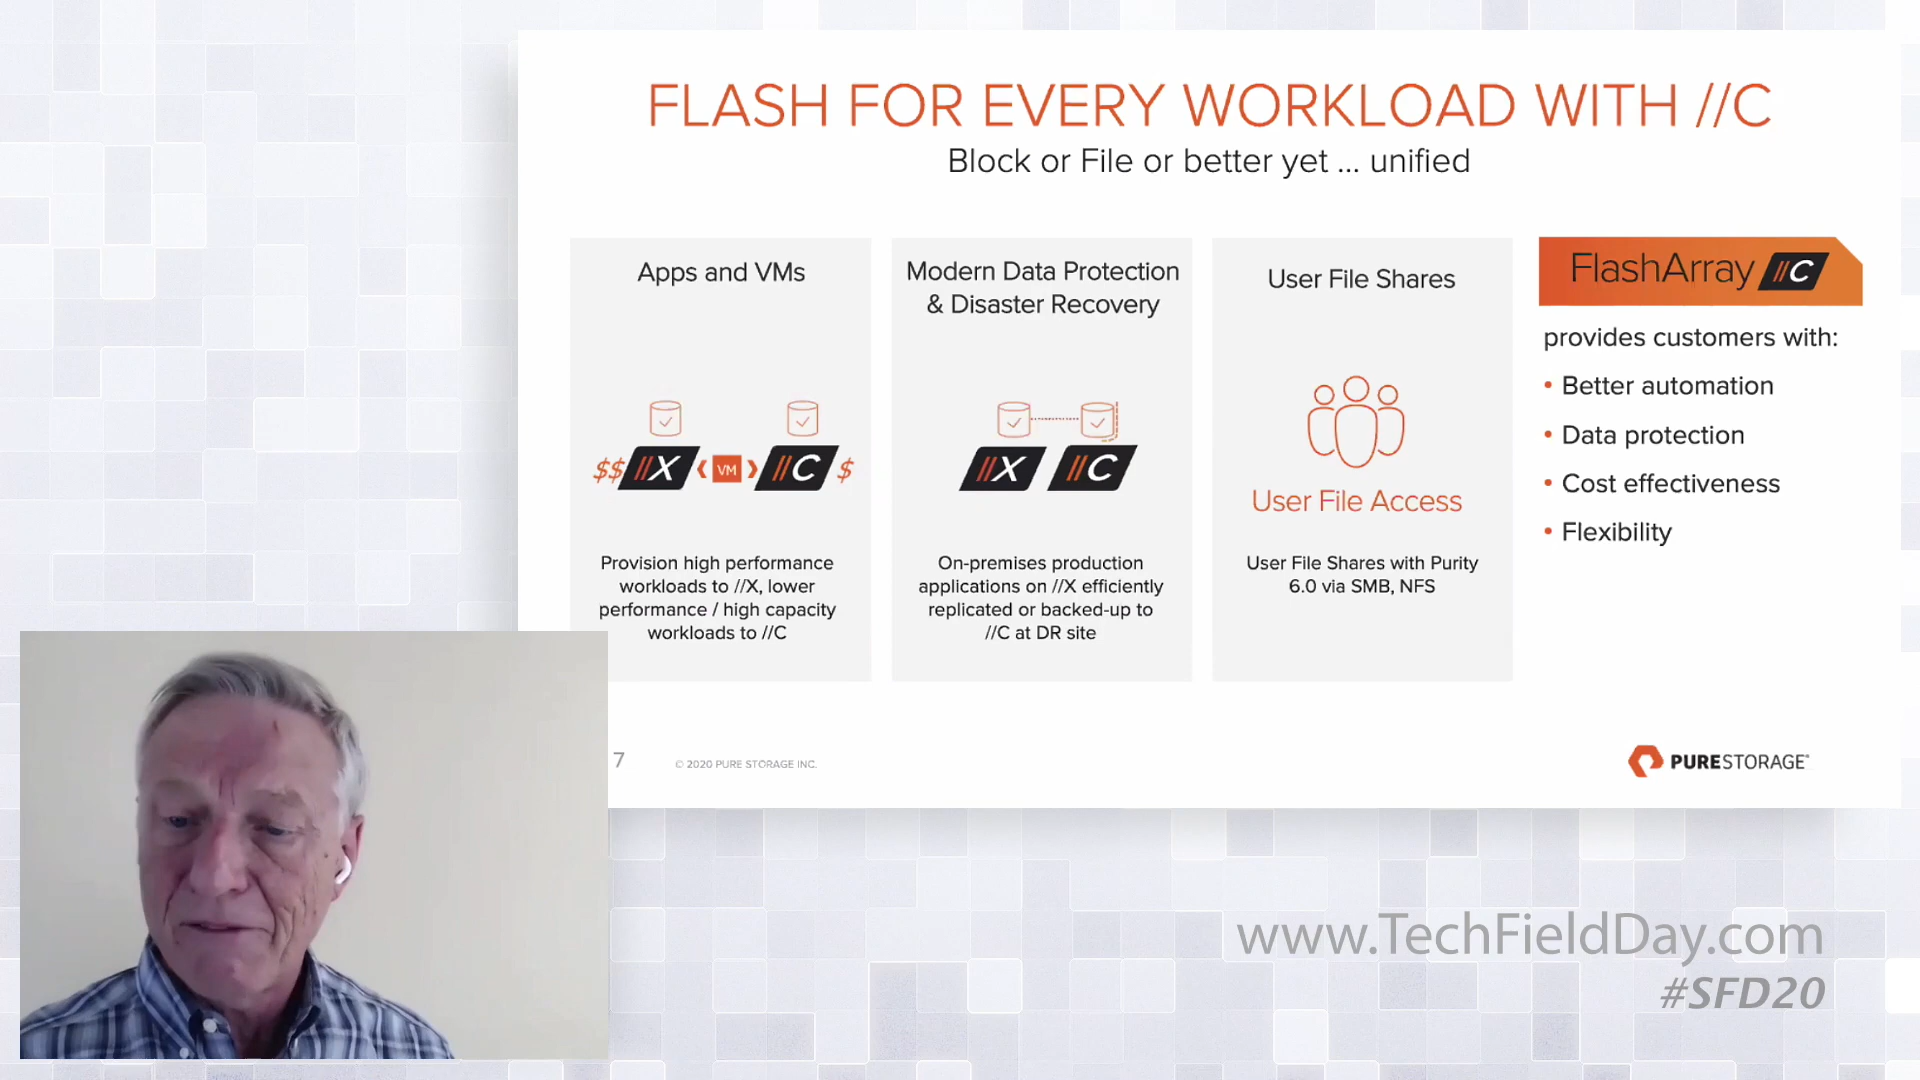 FLASH FOR EVERY WORKLOAD WITH //C
Block or File or better yet ... unified
Apps and VMs
$$ //X VM //C $
Provision high performance
workloads to //X, lower
performance / high capacity
workloads to //C
Modern Data Protection
& Disaster Recovery
//X //C
On-premises production
applications on //X efficiently
replicated or backed-up to
//C at DR site
User File Shares
User File Access
User File Shares with Purity
6.0 via SMB, NFS
FlashArray //C
provides customers with:
• Better automation
• Data protection
• Cost effectiveness
• Flexibility
7
© 2020 PURE STORAGE INC.
PURESTORAGE®
www.TechFieldDay.com
#SFD20